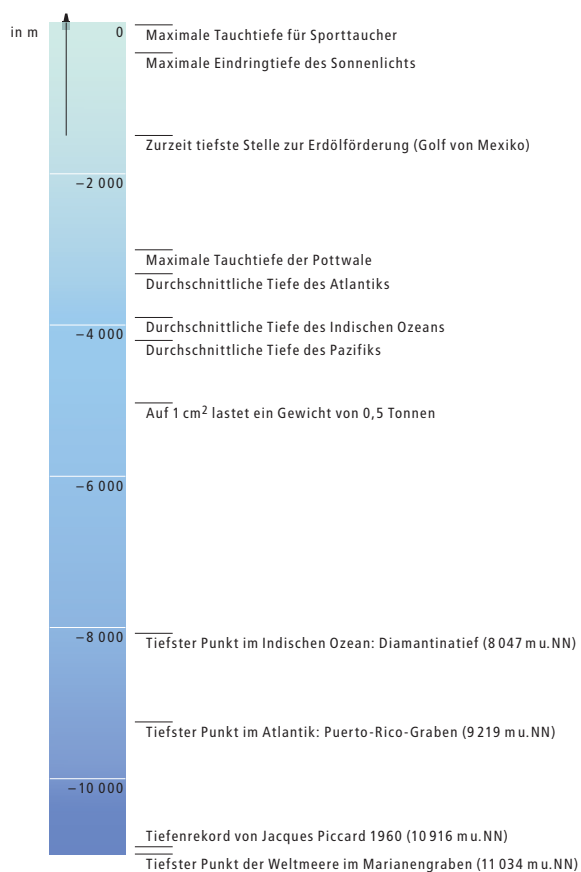 in m
0
Maximale Tauchtiefe für Sporttaucher
Maximale Eindringtiefe des Sonnenlichts
Zurzeit tiefste Stelle zur Erdölförderung (Golf von Mexiko)
−2 000
Maximale Tauchtiefe der Pottwale
Durchschnittliche Tiefe des Atlantiks
Durchschnittliche Tiefe des Indischen Ozeans
−4 000
Durchschnittliche Tiefe des Pazifiks
Auf 1 cm² lastet ein Gewicht von 0,5 Tonnen
−6 000
−8 000
Tiefster Punkt im Indischen Ozean: Diamantinatief (8 047 m u. NN)
Tiefster Punkt im Atlantik: Puerto-Rico-Graben (9 219 m u. NN)
−10 000
Tiefenrekord von Jacques Piccard 1960 (10 916 m u. NN)
Tiefster Punkt der Weltmeere im Marianengraben (11 034 m u. NN)